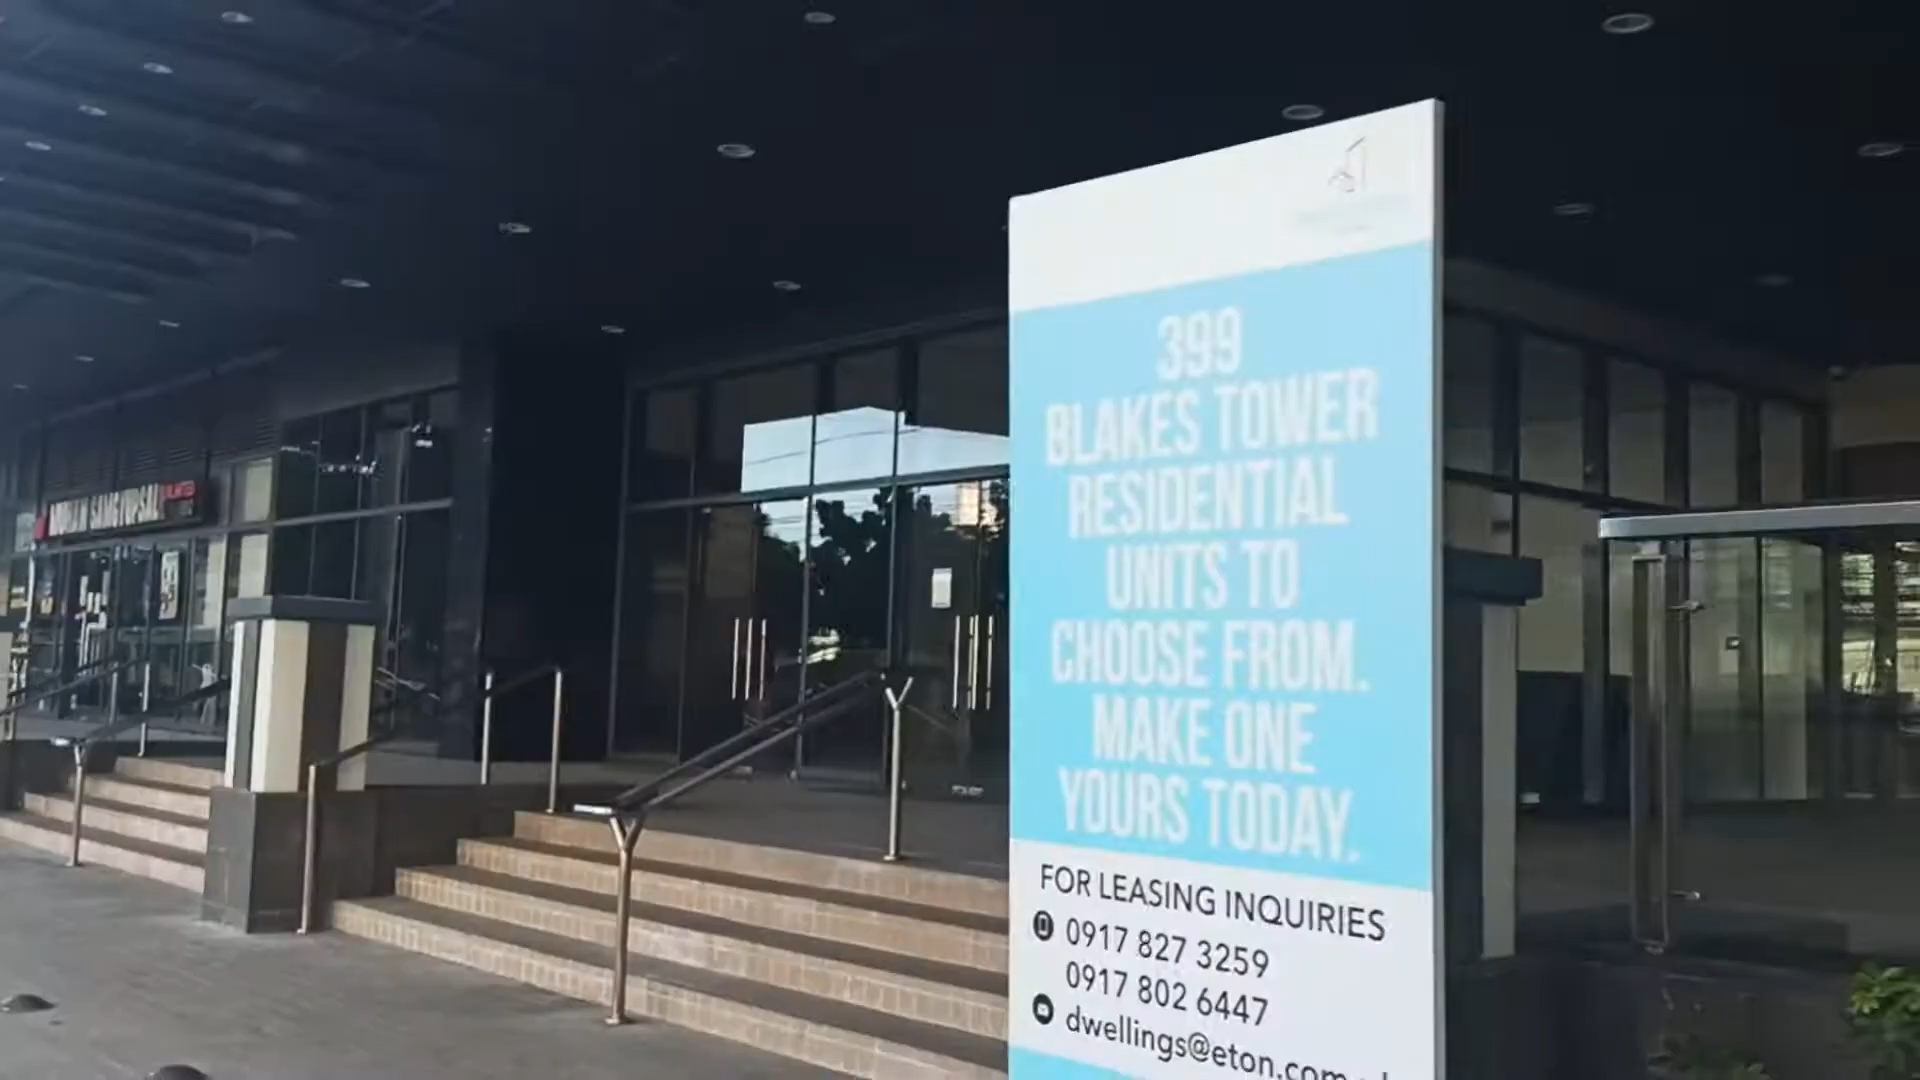 SAMGYUPSAL
399
BLAKES TOWER
RESIDENTIAL
UNITS TO
CHOOSE FROM.
MAKE ONE
YOURS TODAY.
FOR LEASING INQUIRIES
0917 827 3259
0917 802 6447
dwellings@eton.com